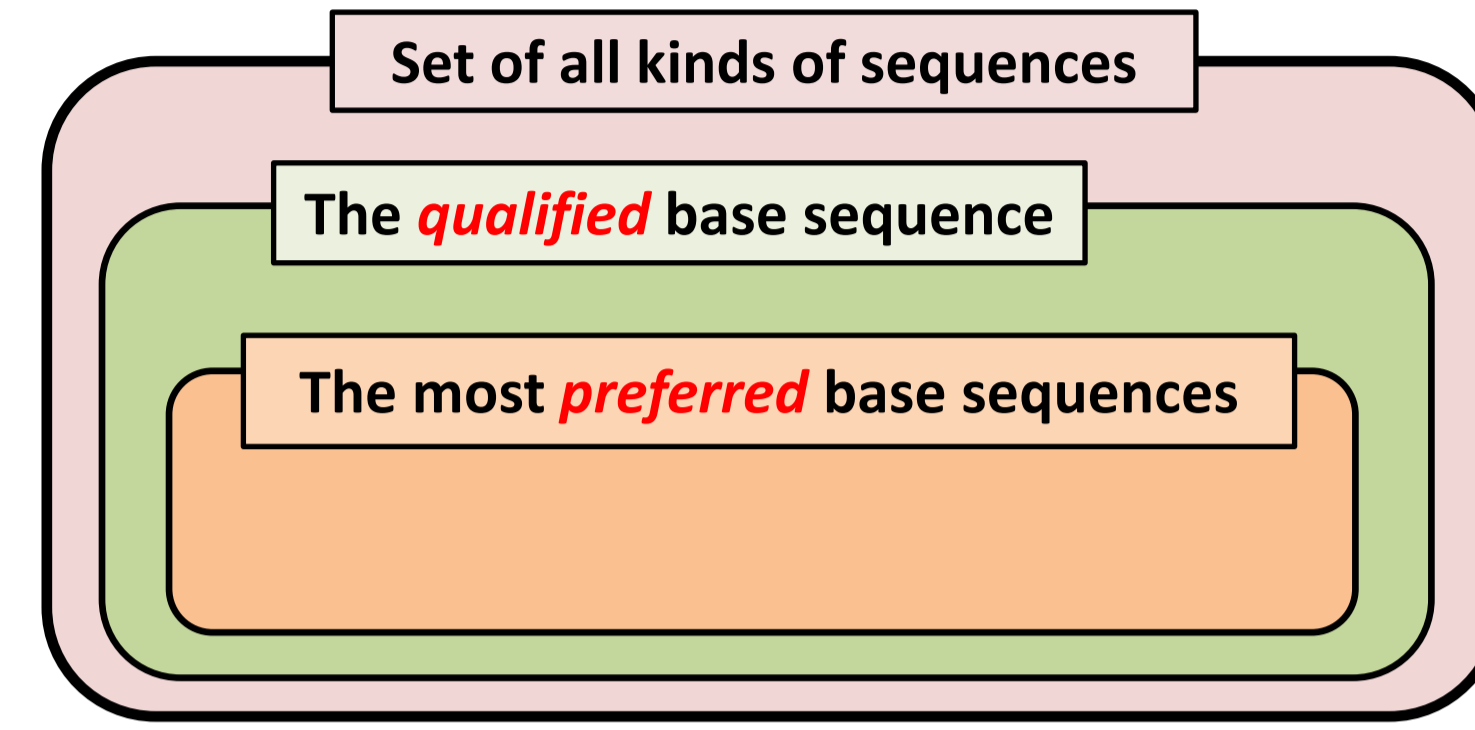 Set of all kinds of sequences
The qualified base sequence
The most preferred base sequences